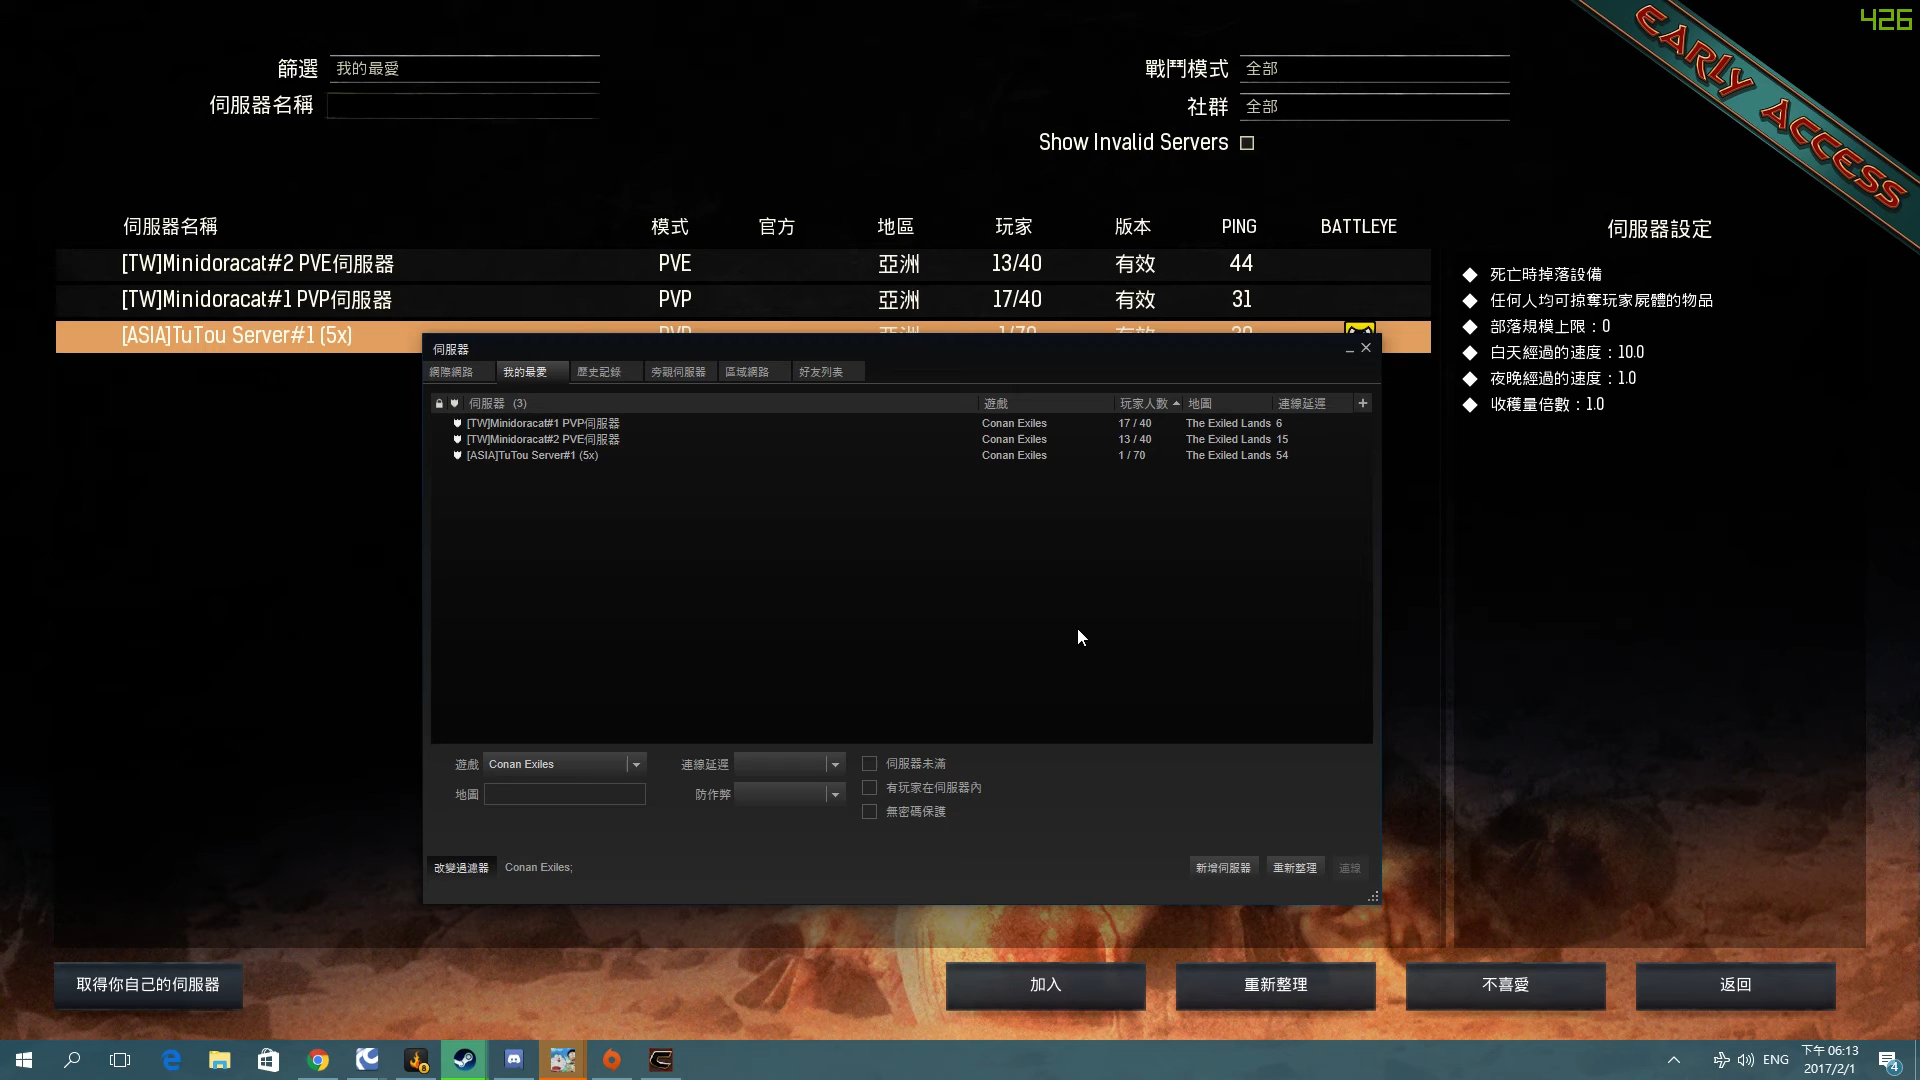 426
EARLY ACCESS
篩選 我的最愛
伺服器名稱
戰鬥模式 全部
社群 全部
Show Invalid Servers
伺服器名稱 模式 官方 地區 玩家 版本 PING BATTLEYE
[TW]Minidoracat#2 PVE伺服器 PVE 亞洲 13/40 有效 44
[TW]Minidoracat#1 PVP伺服器 PVP 亞洲 17/40 有效 31
[ASIA]TuTou Server#1 (5x) PVP 亞洲 1/70 有效
伺服器設定
死亡時掉落設備
任何人均可掠奪玩家屍體的物品
部落規模上限：0
白天經過的速度：10.0
夜晚經過的速度：1.0
收穫量倍數：1.0
伺服器
網際網路 我的最愛 歷史記錄 旁觀伺服器 區域網路 好友列表
伺服器 (3) 遊戲 玩家人數 地圖 連線延遲
[TW]Minidoracat#1 PVP伺服器 Conan Exiles 17 / 40 The Exiled Lands 6
[TW]Minidoracat#2 PVE伺服器 Conan Exiles 13 / 40 The Exiled Lands 15
[ASIA]TuTou Server#1 (5x) Conan Exiles 1 / 70 The Exiled Lands 54
遊戲 Conan Exiles 連線延遲 伺服器未滿
地圖 防作弊 有玩家在伺服器內
無密碼保護
改變過濾器 Conan Exiles; 新增伺服器 重新整理 連線
取得你自己的伺服器 加入 重新整理 不喜愛 返回
8 ENG 下午 06:13
2017/2/1 4